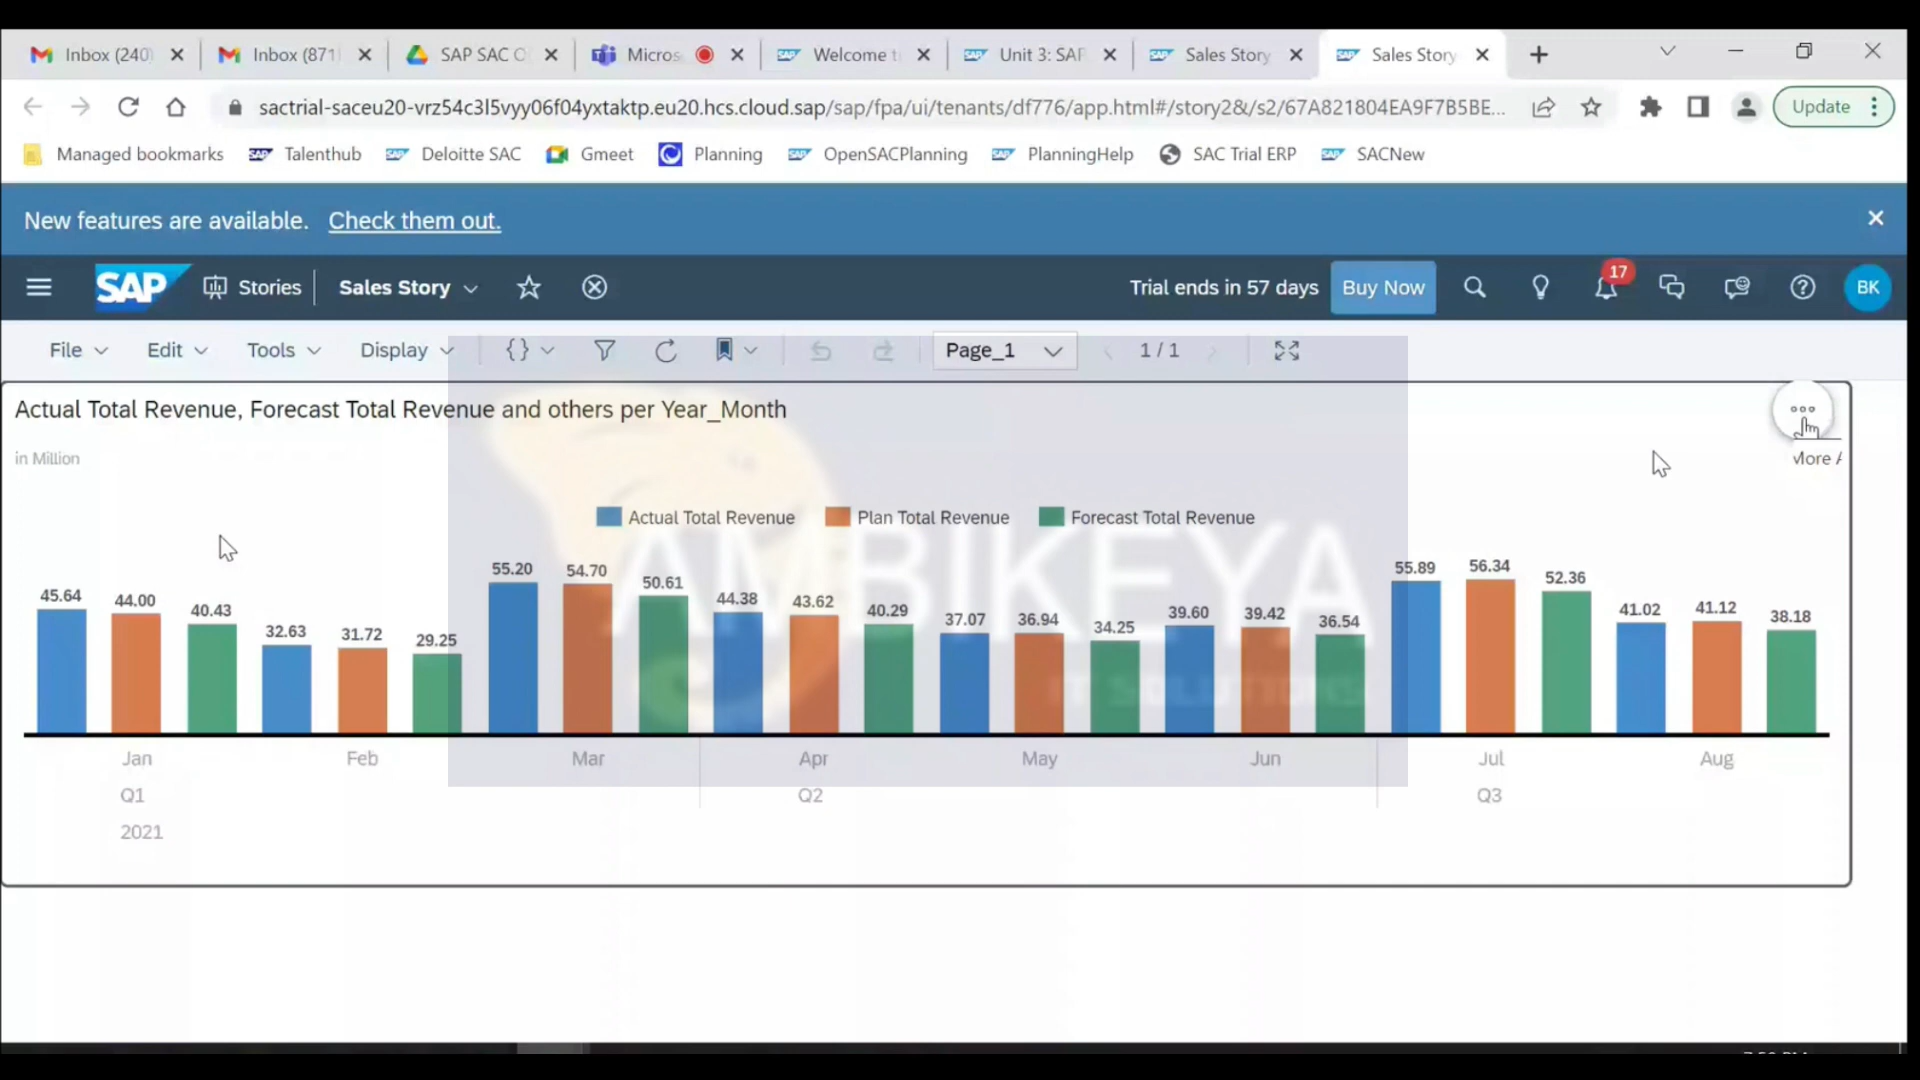 Inbox (240) Inbox (871) SAP SAC O Micros Welcome t Unit 3: SAP Sales Story Sales Story
sactrial-saceu20-vrz54c3l5vyy06f04yxtaktp.eu20.hcs.cloud.sap/sap/fpa/ui/tenants/df776/app.html#/story2&/s2/67A821804EA9F7B5BE... Update
Managed bookmarks Talenthub Deloitte SAC Gmeet Planning OpenSACPlanning PlanningHelp SAC Trial ERP SACNew
New features are available. Check them out.
SAP Stories Sales Story Trial ends in 57 days Buy Now 17 BK
File Edit Tools Display {} Page_1 1 / 1
Actual Total Revenue, Forecast Total Revenue and others per Year_Month
in Million
More A
Actual Total Revenue Plan Total Revenue Forecast Total Revenue
AMBIKEYA
IT SOLUTIONS
45.64 44.00 40.43 32.63 31.72 29.25 55.20 54.70 50.61 44.38 43.62 40.29 37.07 36.94 34.25 39.60 39.42 36.54 55.89 56.34 52.36 41.02 41.12 38.18
Jan Feb Mar Apr May Jun Jul Aug
Q1 Q2 Q3
2021